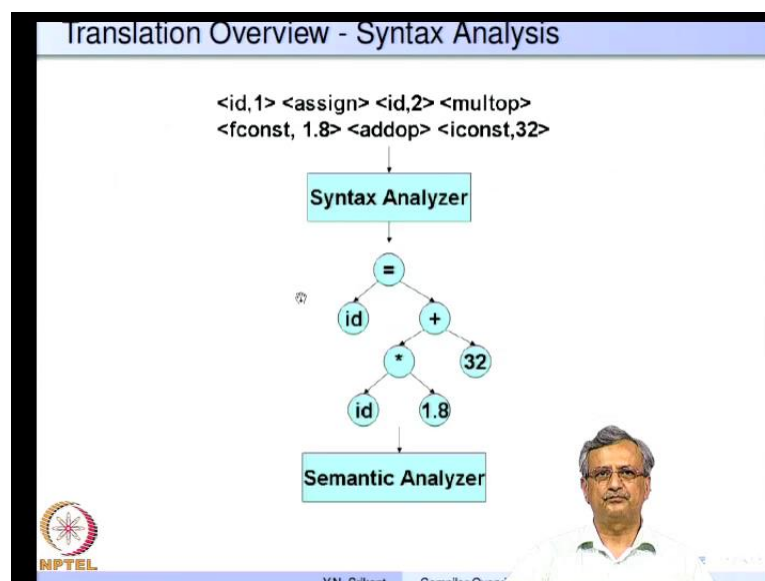 Translation Overview - Syntax Analysis
<id,1> <assign> <id,2> <multop>
<fconst, 1.8> <addop> <iconst,32>
Syntax Analyzer
=
id
+
*
32
id
1.8
Semantic Analyzer
NPTEL
Y.N. Srikant